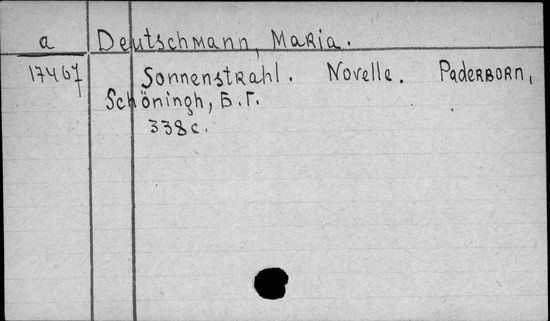 a Deutschmann, Maria.
17467 Sonnenstrahl. Novelle. Paderborn,
Schöningh, Б.Г.
338 с.